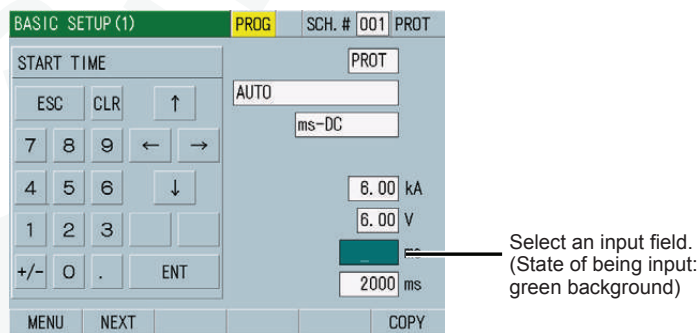 BASIC SETUP(1) PROG SCH. # 001 PROT
START TIME PROT
ESC CLR ↑ AUTO
ms-DC
7 8 9 ← →
4 5 6 ↓ 6.00 kA
1 2 3 6.00 V
_ ms
+/- 0 . ENT 2000 ms
MENU NEXT COPY
Select an input field.
(State of being input:
green background)